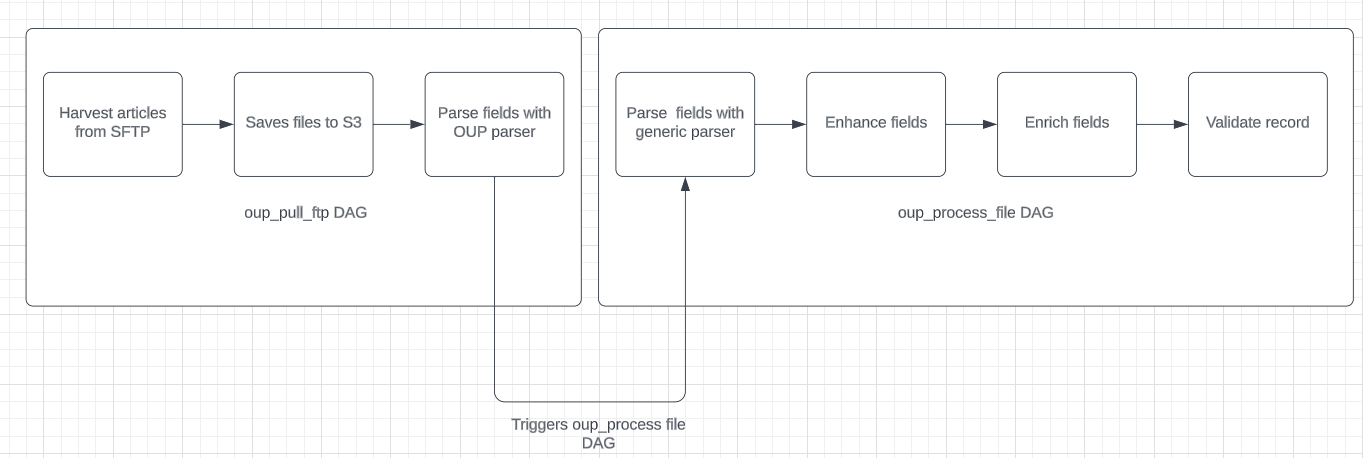 Harvest articles
from SFTP
Saves files to S3
Parse fields with
OUP parser
oup_pull_ftp DAG
Parse  fields with
generic parser
Enhance fields
Enrich fields
Validate record
oup_process_file DAG
Triggers oup_process file
DAG